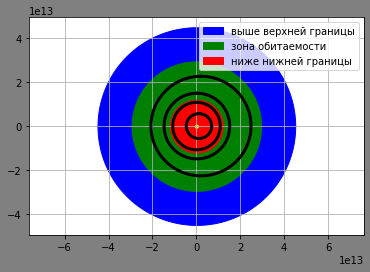 1e13
выше верхней границы
зона обитаемости
ниже нижней границы
4
2
0
−2
−4
−6 −4 −2 0 2 4 6
1e13